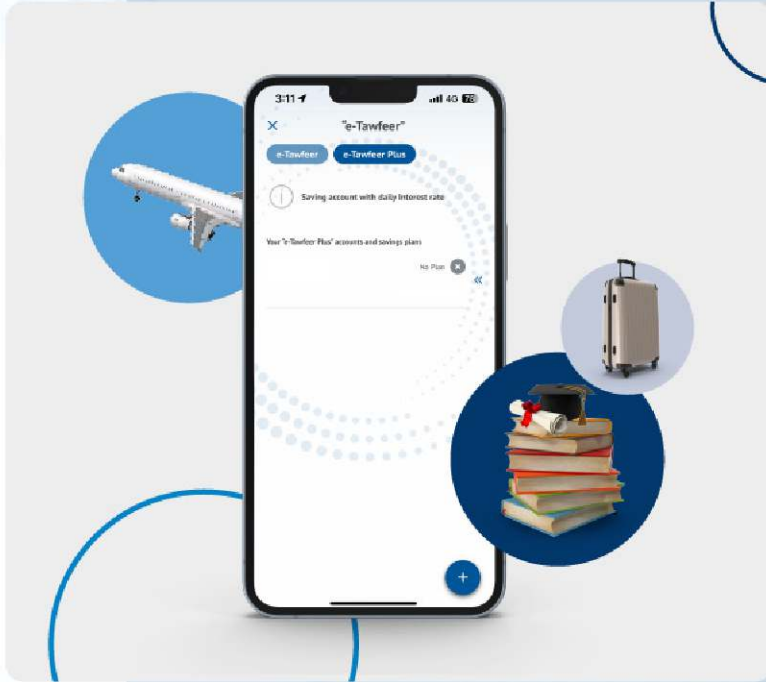 3:11
4G 78
"e-Tawfeer"
e-Tawfeer
e-Tawfeer Plus
Saving account with daily interest rate
Your "e-Tawfeer Plus" accounts and savings plans
No Plan